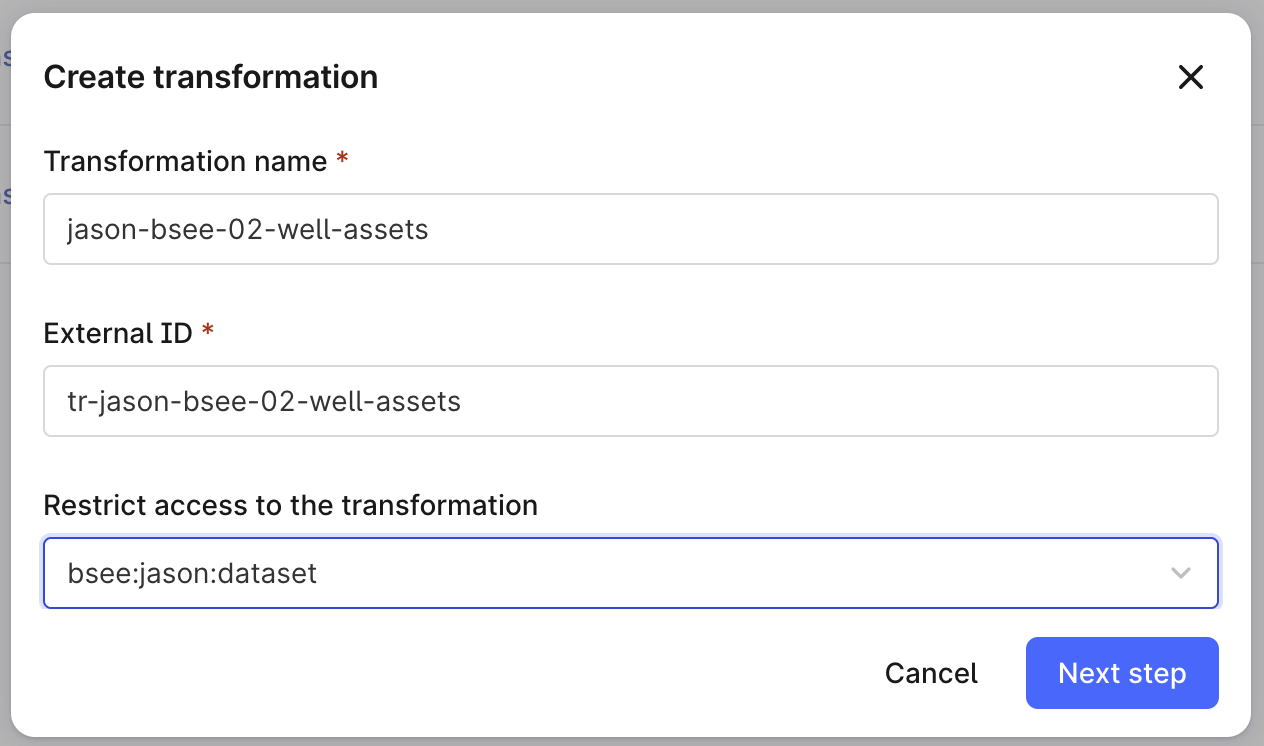 Create transformation
Transformation name *
jason-bsee-02-well-assets
External ID *
tr-jason-bsee-02-well-assets
Restrict access to the transformation
bsee:jason:dataset
Cancel
Next step